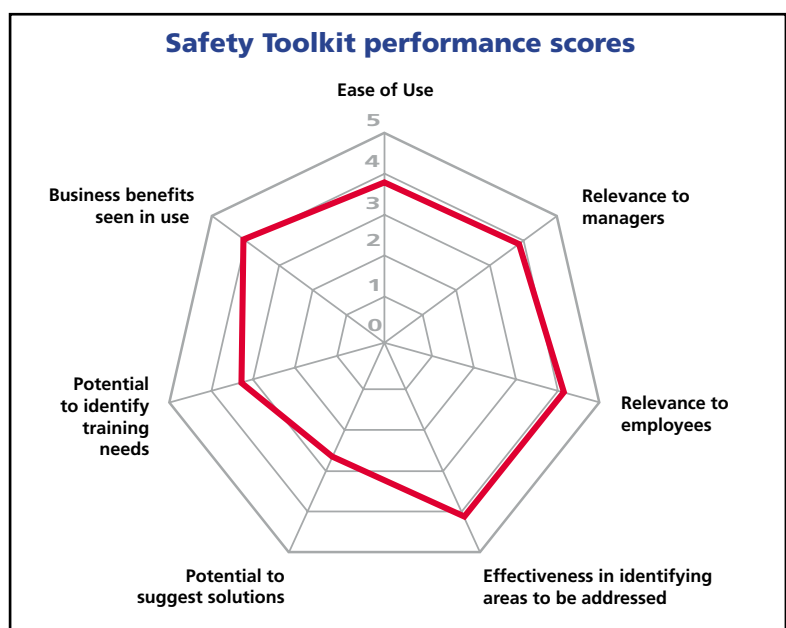 Safety Toolkit performance scores
Ease of Use
5
4
3
2
1
0
Business benefits
seen in use
Relevance to
managers
Potential
to identify
training
needs
Relevance to
employees
Potential to
suggest solutions
Effectiveness in identifying
areas to be addressed